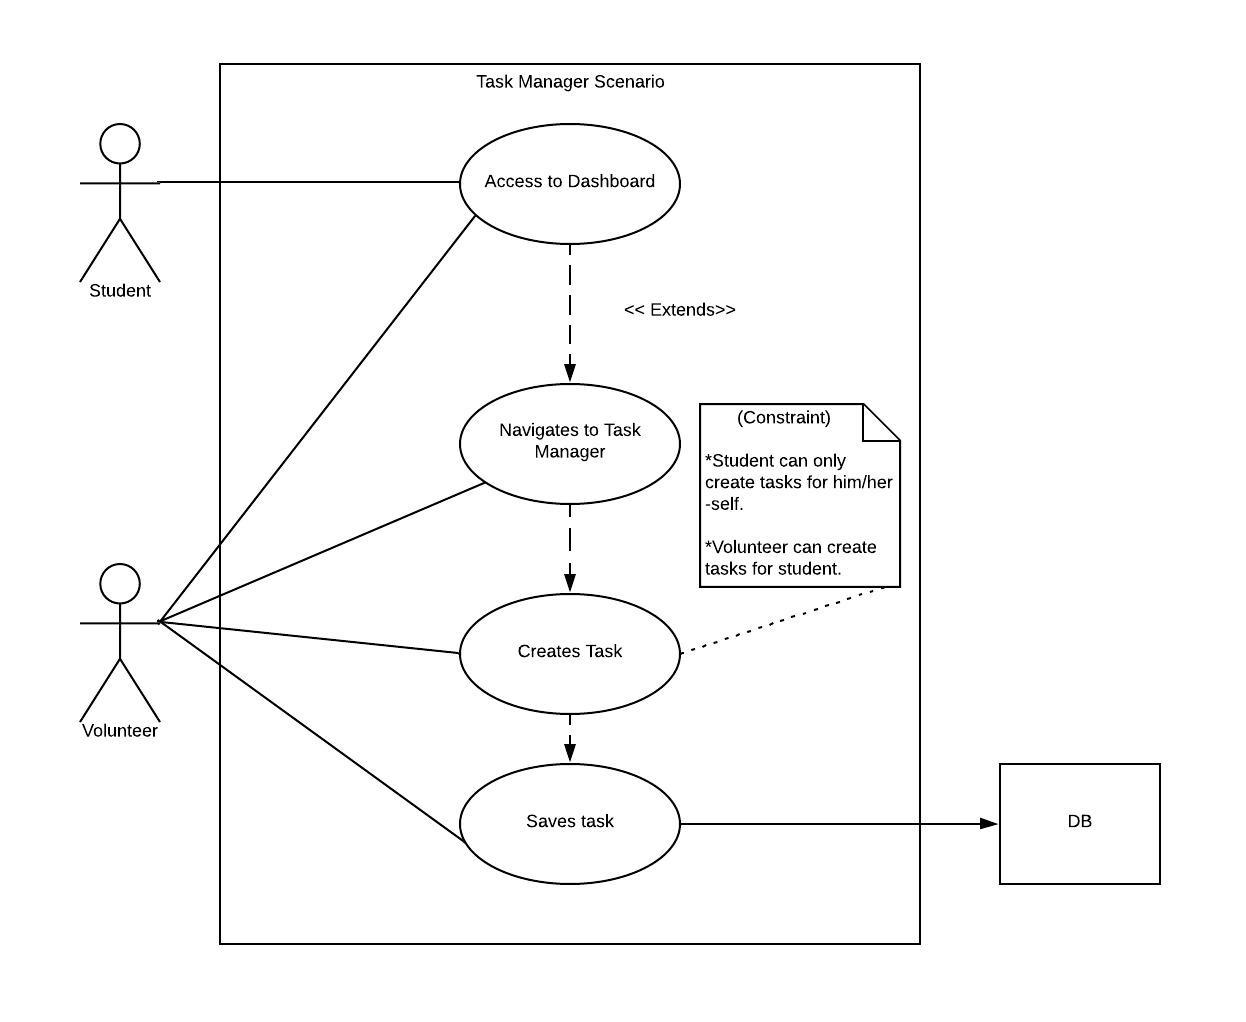 Task Manager Scenario
Access to Dashboard
Student
<< Extends>>
Navigates to Task
Manager
(Constraint)
*Student can only
create tasks for him/her
-self.
*Volunteer can create
tasks for student.
Creates Task
Volunteer
Saves task
DB